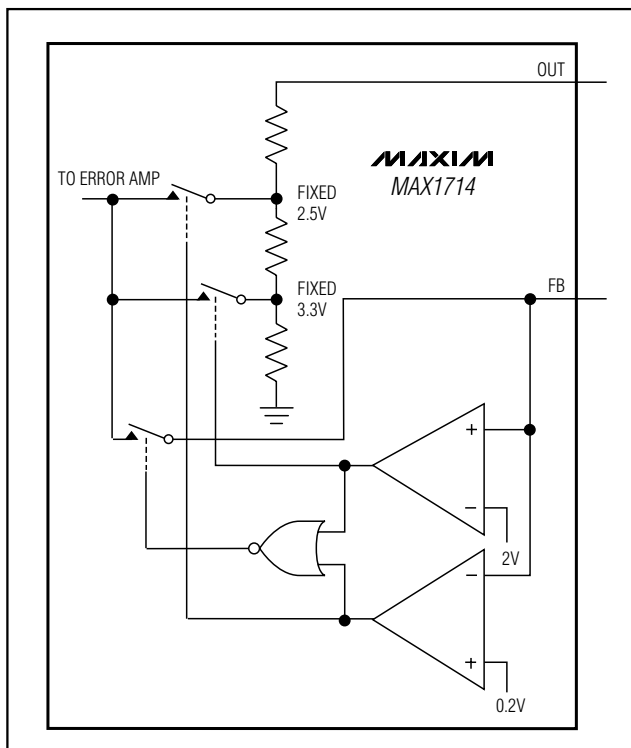 OUT
MAXIM
MAX1714
TO ERROR AMP
FIXED
2.5V
FIXED
3.3V
FB
+
−
2V
−
+
0.2V